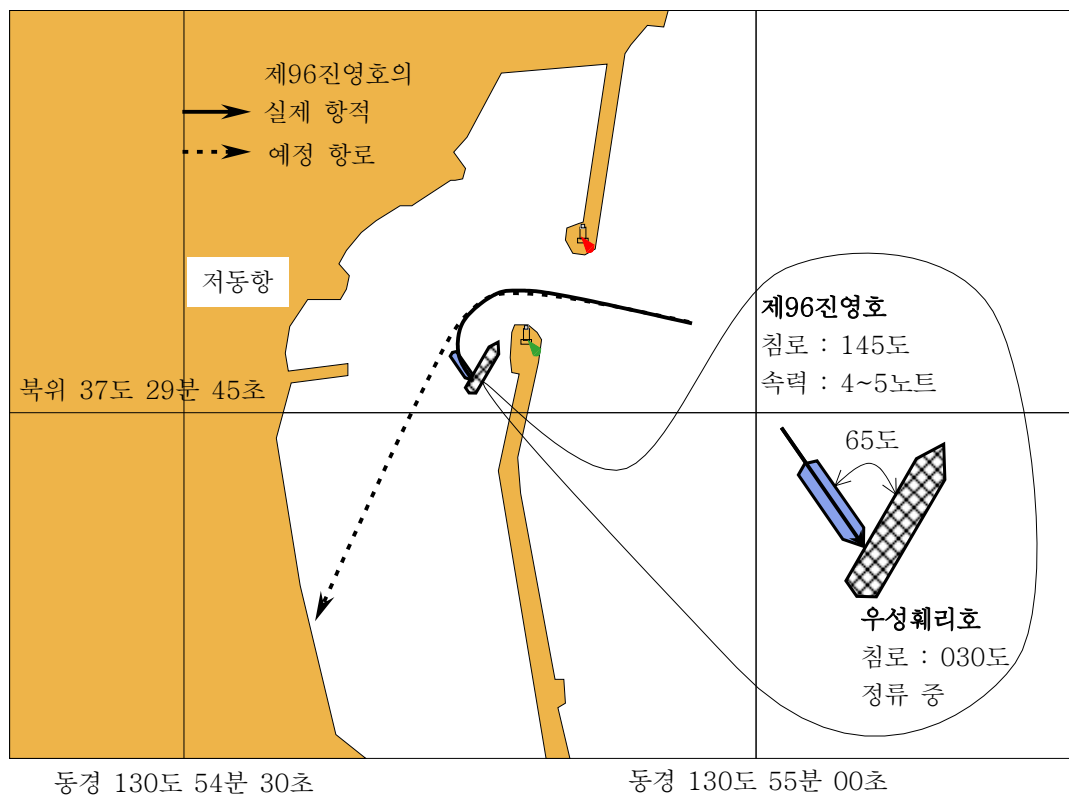 제96진영호의
실제 항적
예정 항로
저동항
북위 37도 29분 45초
제96진영호
침로 : 145도
속력 : 4~5노트
65도
우성훼리호
침로 : 030도
정류 중
동경 130도 54분 30초
동경 130도 55분 00초